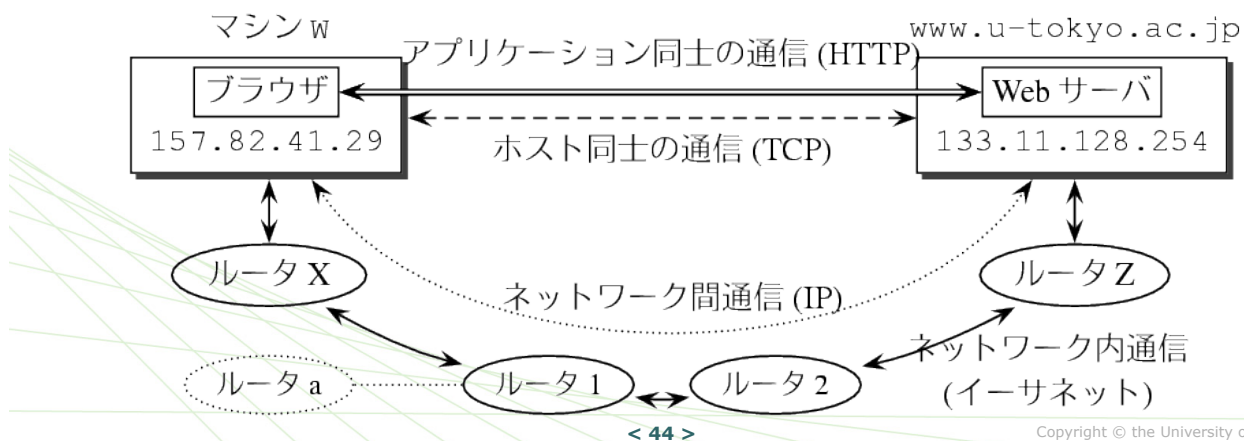 マシン W
www.u-tokyo.ac.jp
アプリケーション同士の通信 (HTTP)
ブラウザ
Web サーバ
157.82.41.29
133.11.128.254
ホスト同士の通信 (TCP)
ルータ X
ルータ Z
ネットワーク間通信 (IP)
ネットワーク内通信
(イーサネット)
ルータ a
ルータ 1
ルータ 2
< 44 >
Copyright © the University